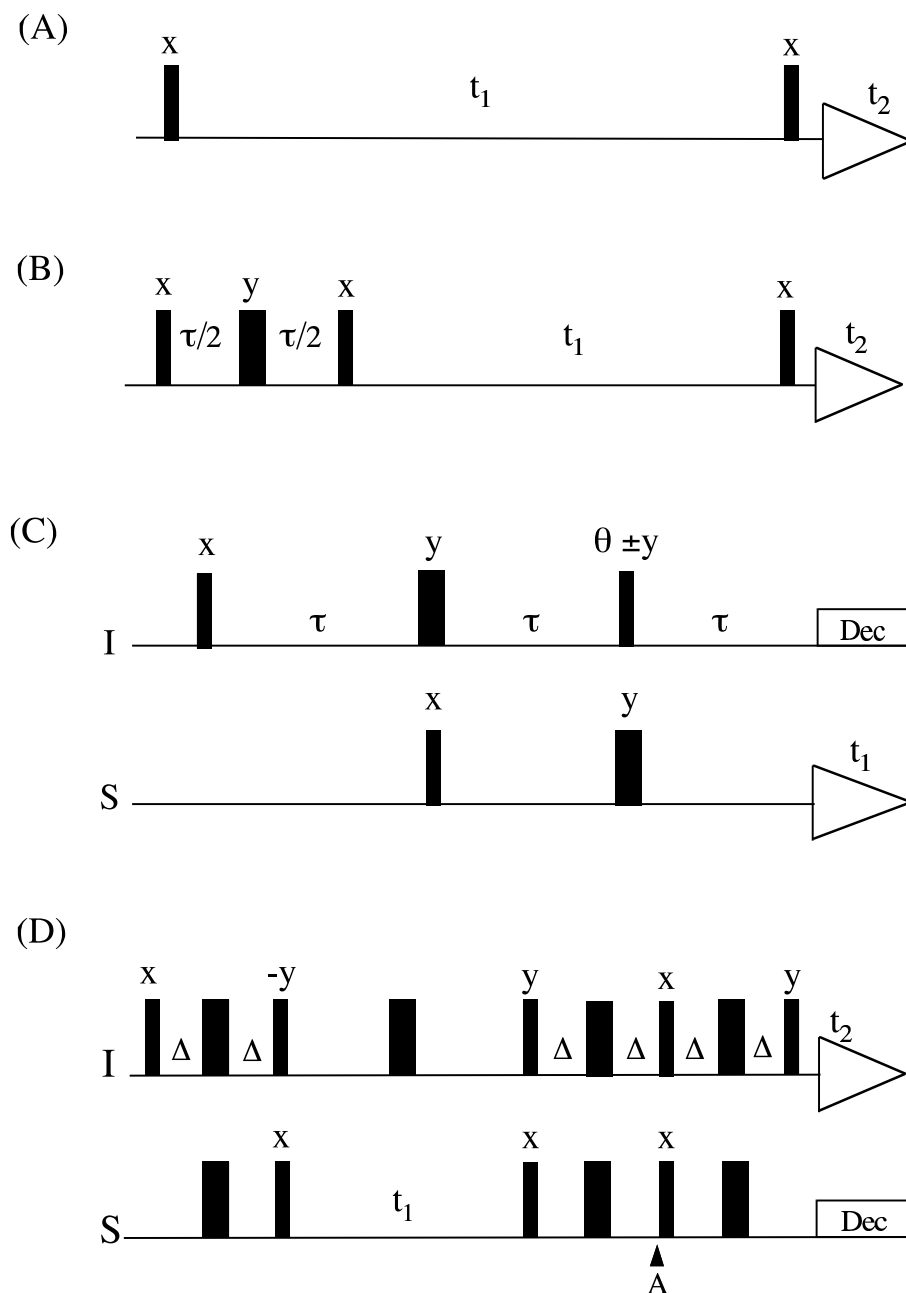 (A)
x x
t1 t2
(B)
x y x x
τ/2 τ/2 t1 t2
(C)
x y θ ±y
I τ τ τ Dec
x y
S t1
(D)
x -y y x y
I Δ Δ Δ Δ Δ Δ t2
x x x
S t1 Dec
A